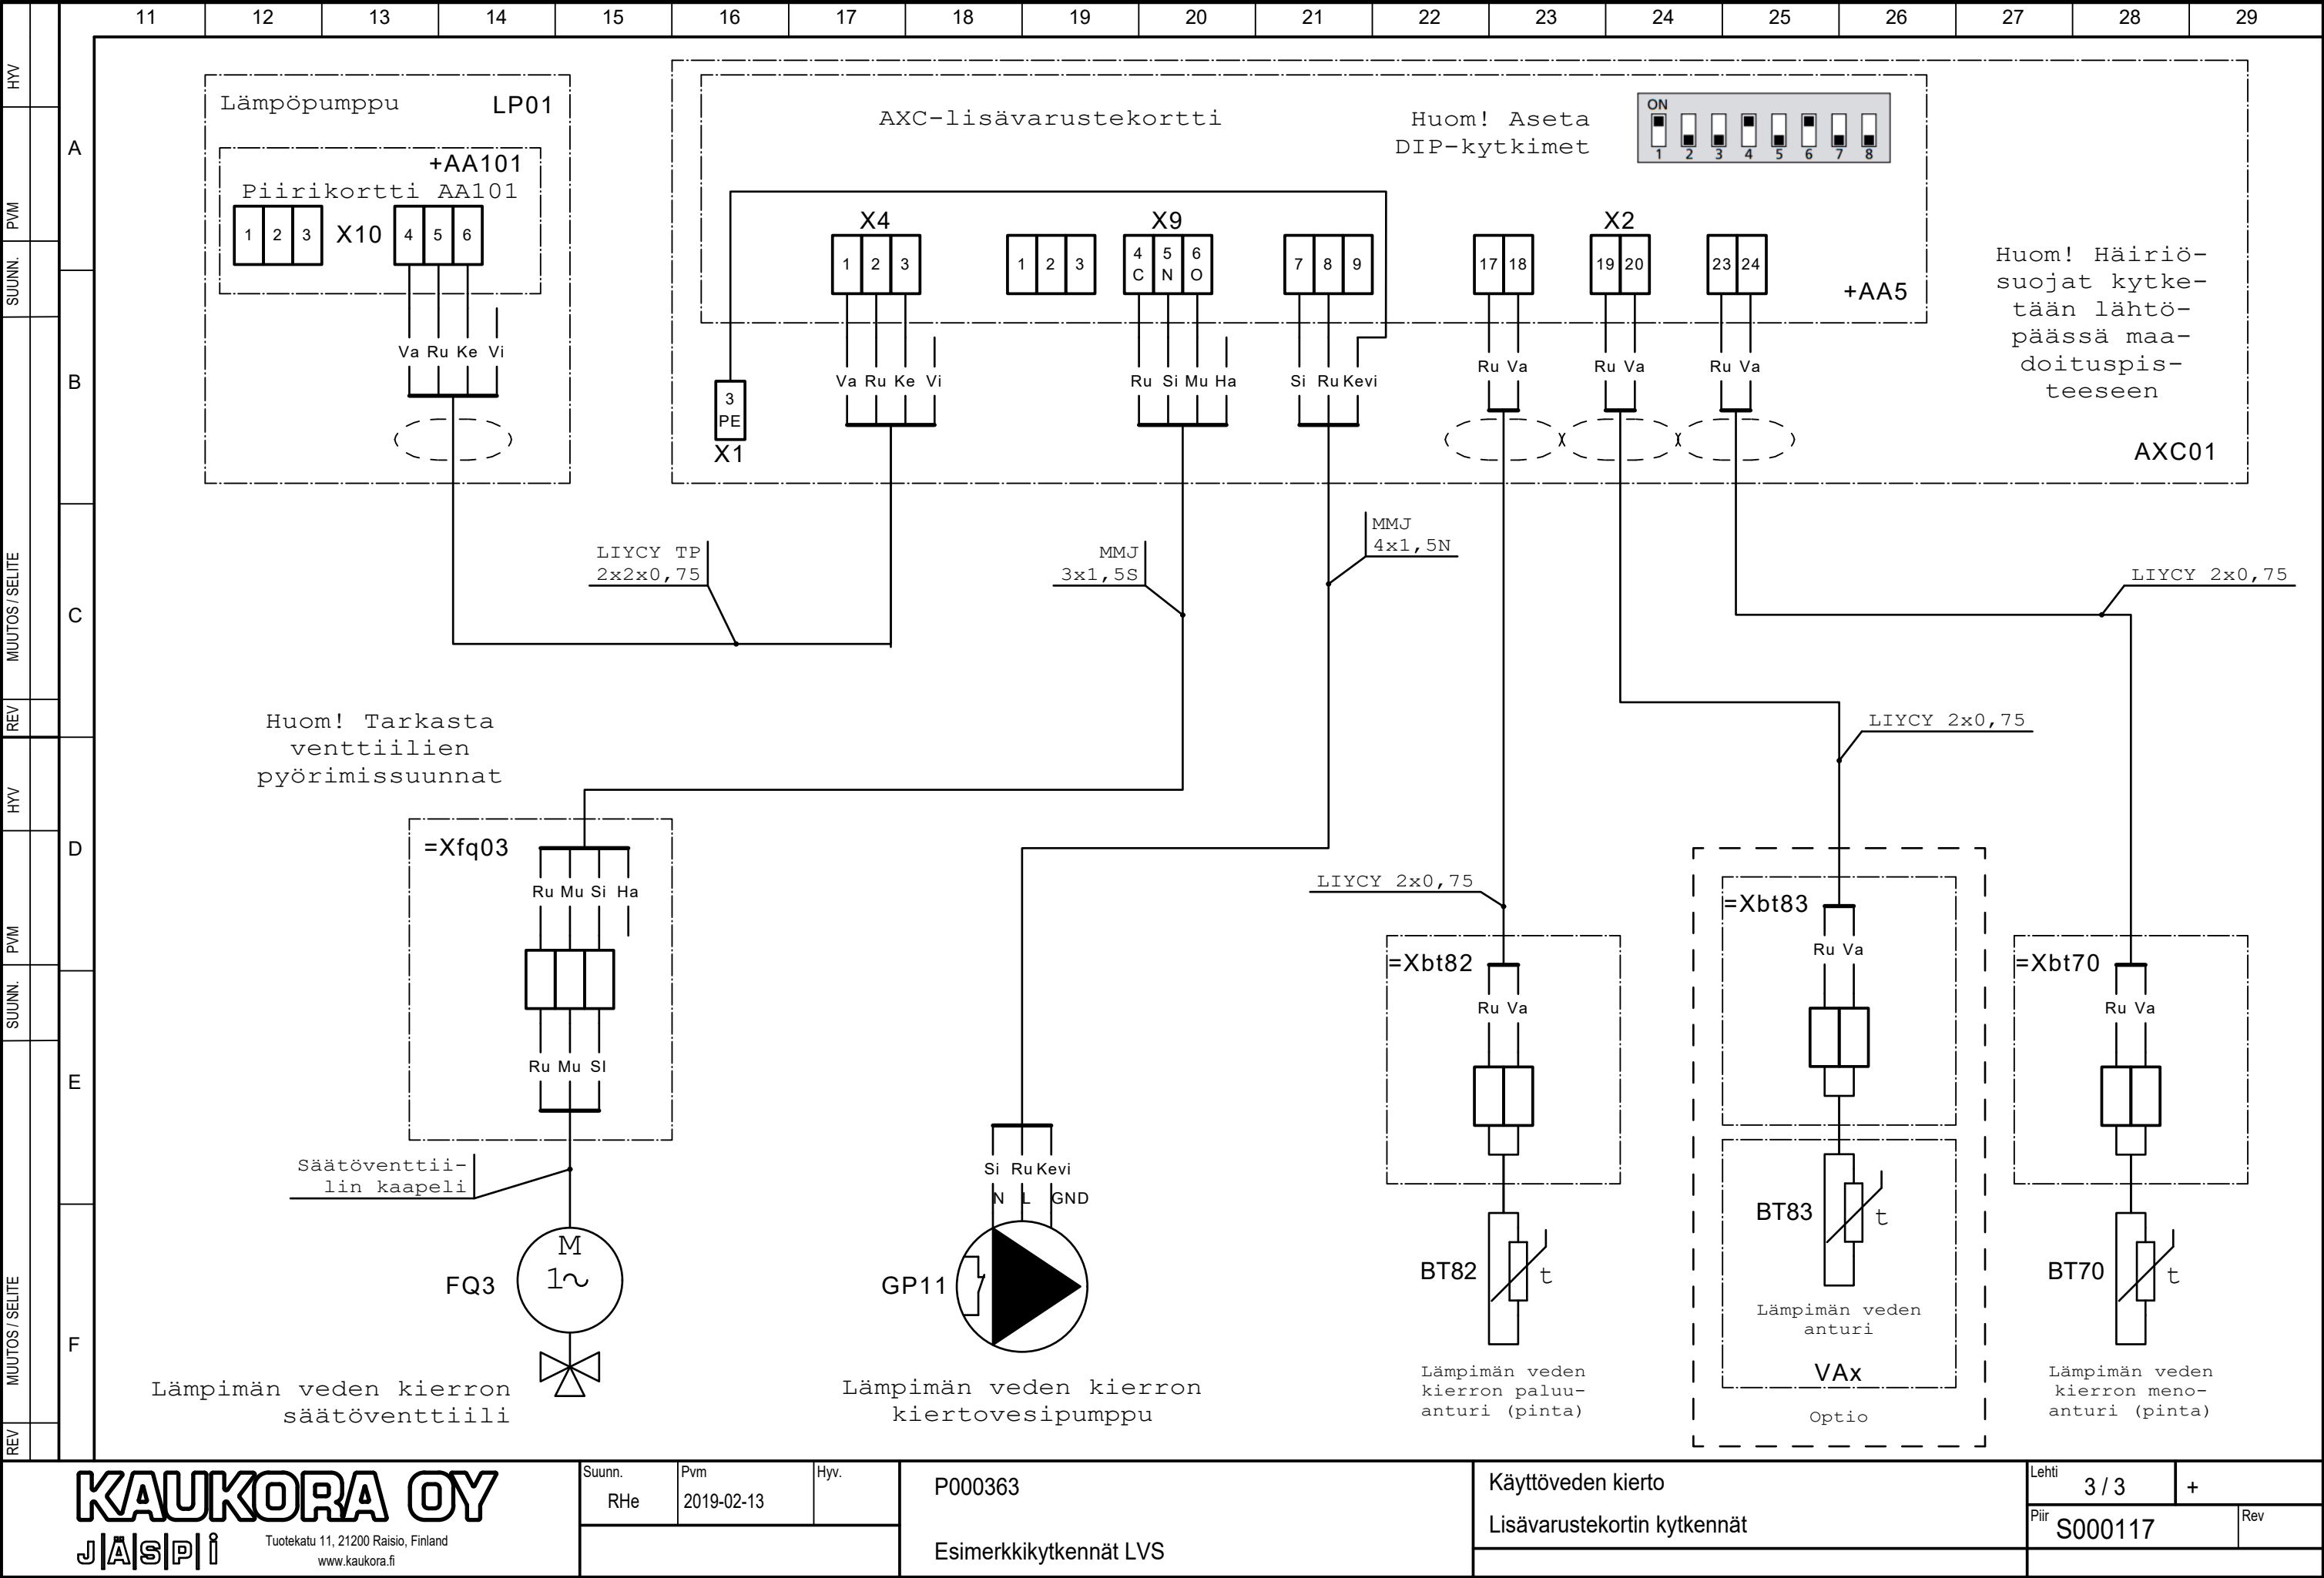 11 12 13 14 15 16 17 18 19 20 21 22 23 24 25 26 27 28 29
HYV
PVM
SUUNN.
MUUTOS / SELITE
REV
HYV
PVM
SUUNN.
MUUTOS / SELITE
REV
A
B
C
D
E
F
Lämpöpumppu LP01
+AA101
Piirikortti AA101
1 2 3 X10 4 5 6
Va Ru Ke Vi
AXC-lisävarustekortti
Huom! Aseta
DIP-kytkimet
ON
1 2 3 4 5 6 7 8
X4
1 2 3
Va Ru Ke Vi
3
PE
X1
X9
1 2 3
4 5 6
C N O
7 8 9
Ru Si Mu Ha
Si Ru Kevi
X2
17 18 19 20 23 24
+AA5
Ru Va
Ru Va
Ru Va
Huom! Häiriö-
suojat kytke-
tään lähtö-
päässä maa-
doituspis-
teeseen
AXC01
LIYCY TP
2x2x0,75
MMJ
3x1,5S
MMJ
4x1,5N
LIYCY 2x0,75
LIYCY 2x0,75
LIYCY 2x0,75
Huom! Tarkasta
venttiilien
pyörimissuunnat
=Xfq03
Ru Mu Si Ha
Ru Mu SI
Säätöventtii-
lin kaapeli
M
1~
FQ3
Lämpimän veden kierron
säätöventtiili
Si Ru Kevi
N L GND
GP11
Lämpimän veden kierron
kiertovesipumppu
=Xbt82
Ru Va
BT82
t
Lämpimän veden
kierron paluu-
anturi (pinta)
=Xbt83
Ru Va
BT83
t
Lämpimän veden
anturi
VAx
Optio
=Xbt70
Ru Va
BT70
t
Lämpimän veden
kierron meno-
anturi (pinta)
KAUKORA OY
JÄSPi
Tuotekatu 11, 21200 Raisio, Finland
www.kaukora.fi
Suunn.
RHe
Pvm
2019-02-13
Hyv.
P000363
Esimerkkikytkennät LVS
Käyttöveden kierto
Lisävarustekortin kytkennät
Lehti
3 / 3
+
Piir
S000117
Rev